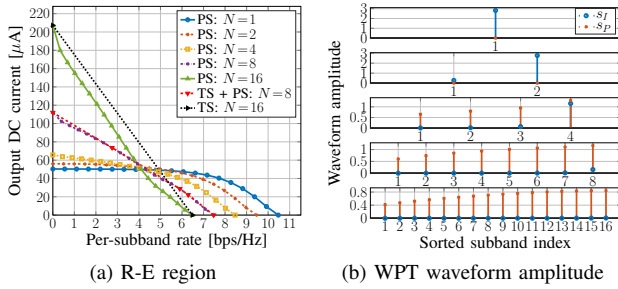 Output DC current [μA]
220
200
180
160
140
120
100
80
60
40
20
0
0 1 2 3 4 5 6 7 8 9 10 11
Per-subband rate [bps/Hz]
PS: N = 1
PS: N = 2
PS: N = 4
PS: N = 8
PS: N = 16
TS + PS: N = 8
TS: N = 16
(a) R-E region
Waveform amplitude
s_I
s_P
3
2
1
0
1
3
2
1
0
1 2
1
0.5
0
1 2 3 4
1
0.5
0
1 2 3 4 5 6 7 8
0.8
0.4
0
1 2 3 4 5 6 7 8 9 10 11 12 13 14 15 16
Sorted subband index
(b) WPT waveform amplitude